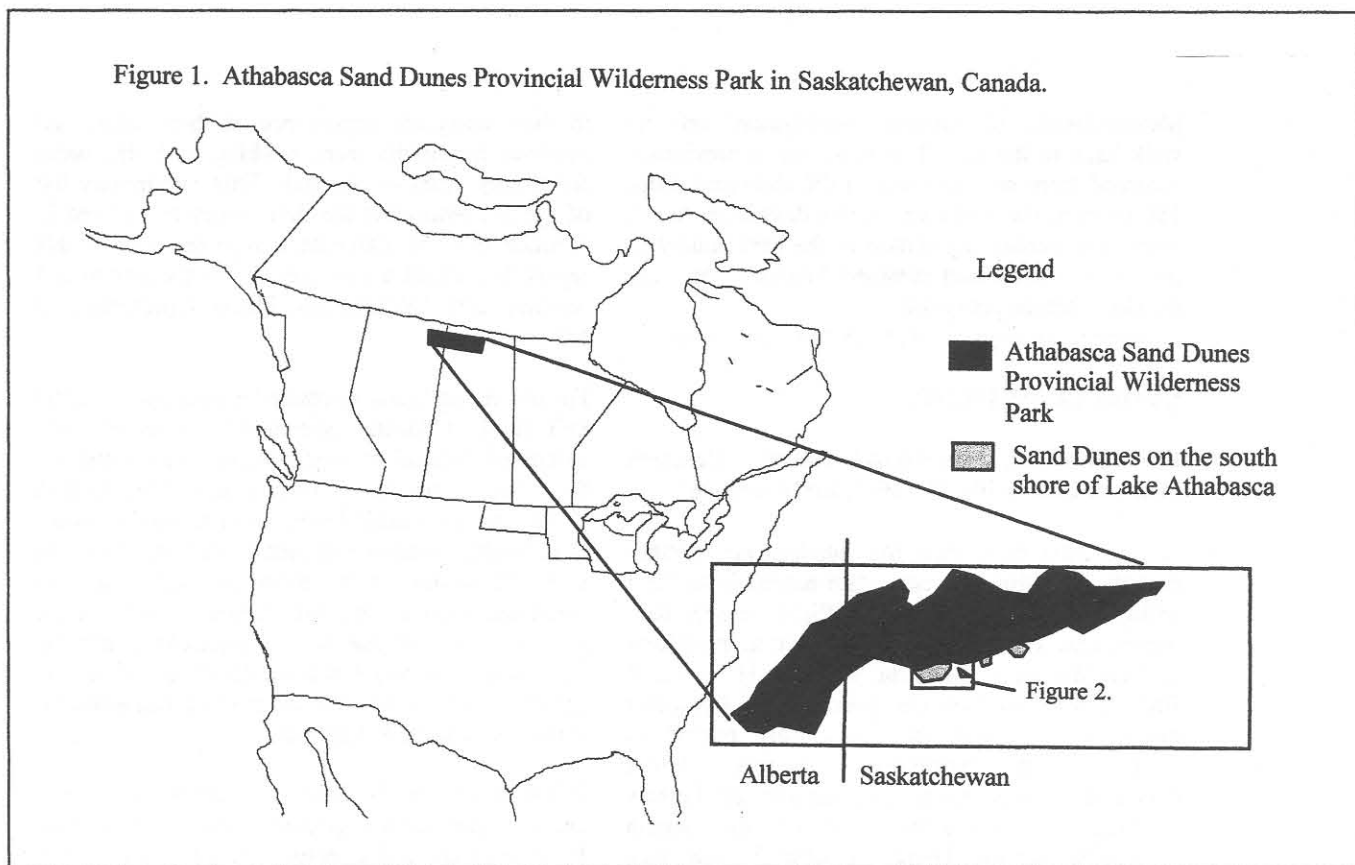 Figure 1. Athabasca Sand Dunes Provincial Wilderness Park in Saskatchewan, Canada.
Legend
Athabasca Sand Dunes
Provincial Wilderness
Park
Sand Dunes on the south
shore of Lake Athabasca
Figure 2.
Alberta
Saskatchewan